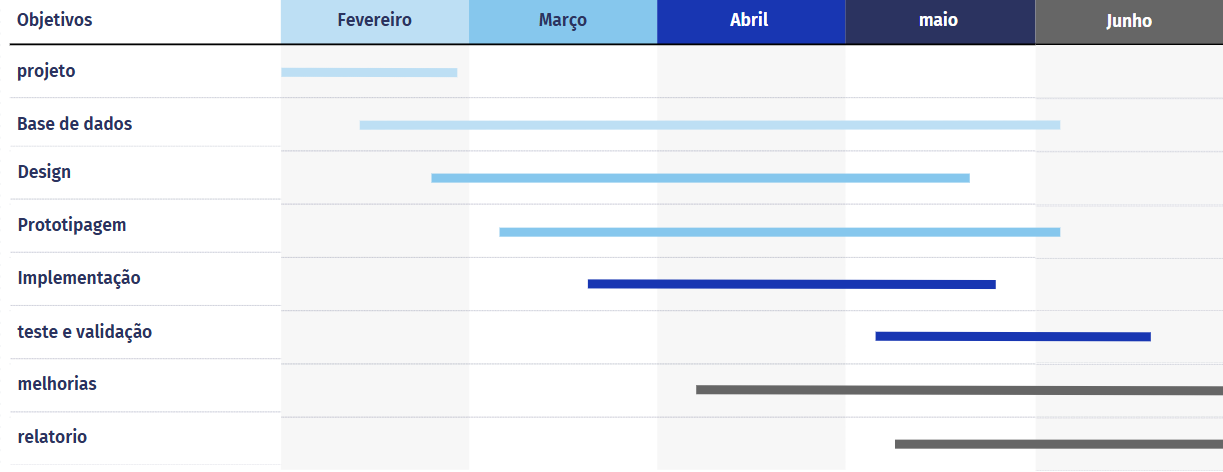 Objetivos Fevereiro Março Abril maio Junho
projeto
Base de dados
Design
Prototipagem
Implementação
teste e validação
melhorias
relatorio